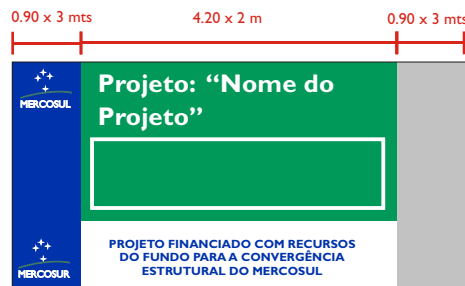 0.90 x 3 mts
4.20 x 2 m
0.90 x 3 mts
MERCOSUL
Projeto: “Nome do
Projeto”
MERCOSUR
PROJETO FINANCIADO COM RECURSOS
DO FUNDO PARA A CONVERGÊNCIA
ESTRUTURAL DO MERCOSUL